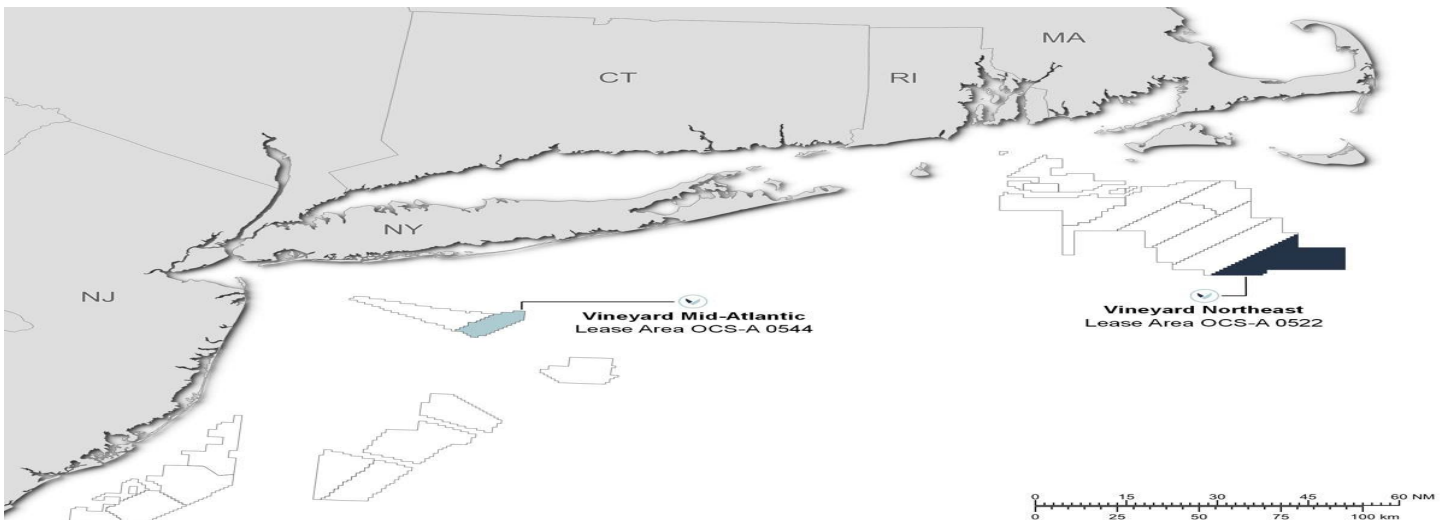 MA
CT
RI
NY
NJ
Vineyard Mid-Atlantic
Lease Area OCS-A 0544
Vineyard Northeast
Lease Area OCS-A 0522
0 15 30 45 60 NM
0 25 50 75 100 km